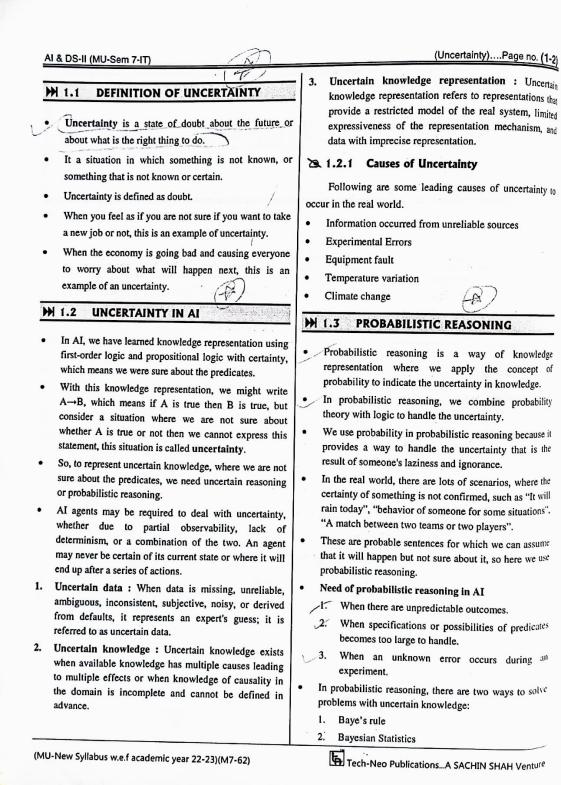 AI & DS-II (MU-Sem 7-IT)
(Uncertainty)....Page no. (1-2)
1.1 DEFINITION OF UNCERTAINTY
• Uncertainty is a state of doubt about the future or
about what is the right thing to do.
• It a situation in which something is not known, or
something that is not known or certain.
• Uncertainty is defined as doubt.
• When you feel as if you are not sure if you want to take
a new job or not, this is an example of uncertainty.
• When the economy is going bad and causing everyone
to worry about what will happen next, this is an
example of an uncertainty.
1.2 UNCERTAINTY IN AI
• In AI, we have learned knowledge representation using
first-order logic and propositional logic with certainty,
which means we were sure about the predicates.
• With this knowledge representation, we might write
A→B, which means if A is true then B is true, but
consider a situation where we are not sure about
whether A is true or not then we cannot express this
statement, this situation is called uncertainty.
• So, to represent uncertain knowledge, where we are not
sure about the predicates, we need uncertain reasoning
or probabilistic reasoning.
• AI agents may be required to deal with uncertainty,
whether due to partial observability, lack of
determinism, or a combination of the two. An agent
may never be certain of its current state or where it will
end up after a series of actions.
1. Uncertain data : When data is missing, unreliable,
ambiguous, inconsistent, subjective, noisy, or derived
from defaults, it represents an expert's guess; it is
referred to as uncertain data.
2. Uncertain knowledge : Uncertain knowledge exists
when available knowledge has multiple causes leading
to multiple effects or when knowledge of causality in
the domain is incomplete and cannot be defined in
advance.
3. Uncertain knowledge representation : Uncertain
knowledge representation refers to representations that
provide a restricted model of the real system, limited
expressiveness of the representation mechanism, and
data with imprecise representation.
1.2.1 Causes of Uncertainty
Following are some leading causes of uncertainty to
occur in the real world.
• Information occurred from unreliable sources
• Experimental Errors
• Equipment fault
• Temperature variation
• Climate change
1.3 PROBABILISTIC REASONING
• Probabilistic reasoning is a way of knowledge
representation where we apply the concept of
probability to indicate the uncertainty in knowledge.
• In probabilistic reasoning, we combine probability
theory with logic to handle the uncertainty.
• We use probability in probabilistic reasoning because it
provides a way to handle the uncertainty that is the
result of someone's laziness and ignorance.
• In the real world, there are lots of scenarios, where the
certainty of something is not confirmed, such as "It will
rain today", "behavior of someone for some situations".
"A match between two teams or two players".
• These are probable sentences for which we can assume
that it will happen but not sure about it, so here we use
probabilistic reasoning.
• Need of probabilistic reasoning in AI
1. When there are unpredictable outcomes.
2. When specifications or possibilities of predicates
becomes too large to handle.
3. When an unknown error occurs during an
experiment.
• In probabilistic reasoning, there are two ways to solve
problems with uncertain knowledge:
1. Baye's rule
2. Bayesian Statistics
(MU-New Syllabus w.e.f academic year 22-23)(M7-62)
Tech-Neo Publications...A SACHIN SHAH Venture